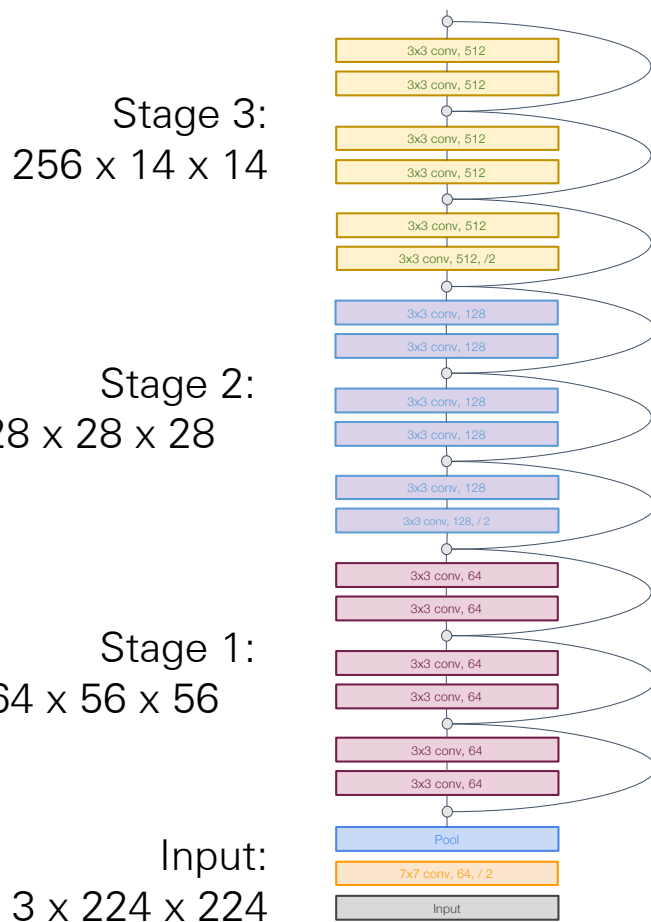 3x3 conv, 512
3x3 conv, 512
Stage 3:
256 x 14 x 14
3x3 conv, 512
3x3 conv, 512
3x3 conv, 512
3x3 conv, 512, /2
3x3 conv, 128
3x3 conv, 128
Stage 2:
28 x 28 x 28
3x3 conv, 128
3x3 conv, 128
3x3 conv, 128
3x3 conv, 128, / 2
3x3 conv, 64
3x3 conv, 64
Stage 1:
64 x 56 x 56
3x3 conv, 64
3x3 conv, 64
3x3 conv, 64
3x3 conv, 64
Input:
3 x 224 x 224
Pool
7x7 conv, 64, / 2
Input